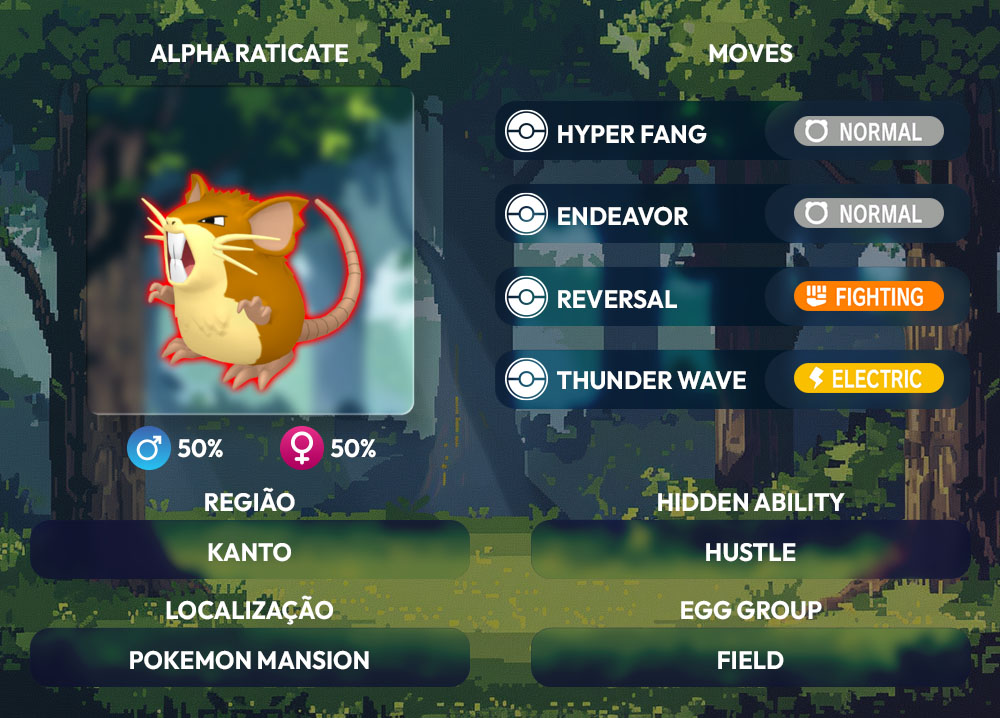 ALPHA RATICATE
50%
50%
REGIÃO
KANTO
LOCALIZAÇÃO
POKEMON MANSION
MOVES
HYPER FANG NORMAL
ENDEAVOR NORMAL
REVERSAL FIGHTING
THUNDER WAVE ELECTRIC
HIDDEN ABILITY
HUSTLE
EGG GROUP
FIELD